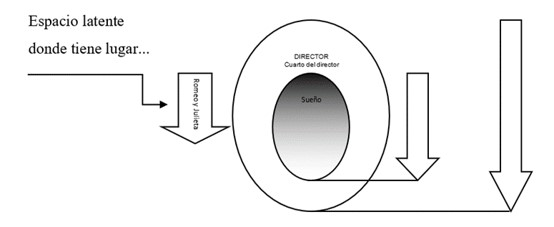 Espacio latente
donde tiene lugar...
Romeo y Julieta
DIRECTOR
Cuarto del director
Sueño